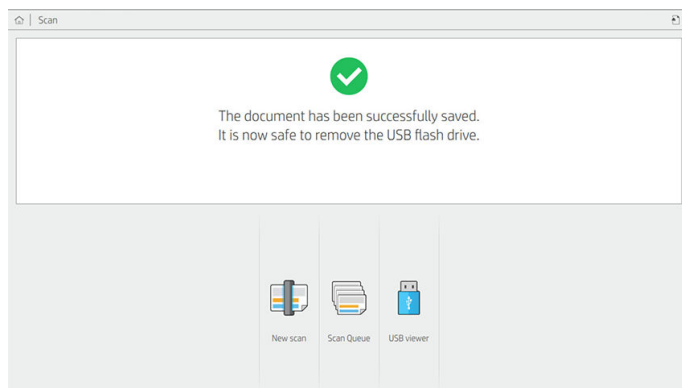 Scan
The document has been successfully saved.
It is now safe to remove the USB flash drive.
New scan
Scan Queue
USB viewer